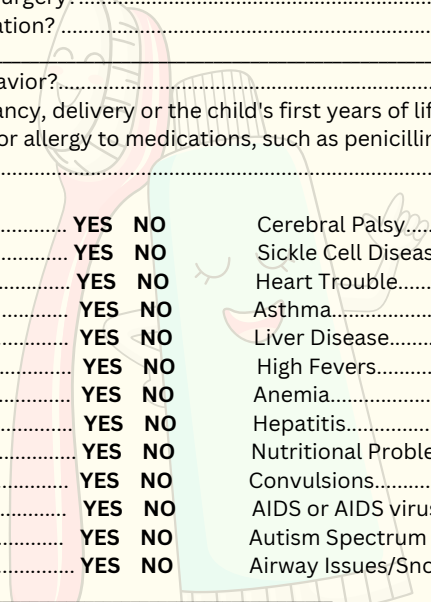 surgery?
ation?
avior?
ancy, delivery or the child's first years of lif
or allergy to medications, such as penicillin
YES NO Cerebral Palsy
YES NO Sickle Cell Diseas
YES NO Heart Trouble
YES NO Asthma
YES NO Liver Disease
YES NO High Fevers
YES NO Anemia
YES NO Hepatitis
YES NO Nutritional Proble
YES NO Convulsions
YES NO AIDS or AIDS virus
YES NO Autism Spectrum
YES NO Airway Issues/Sno